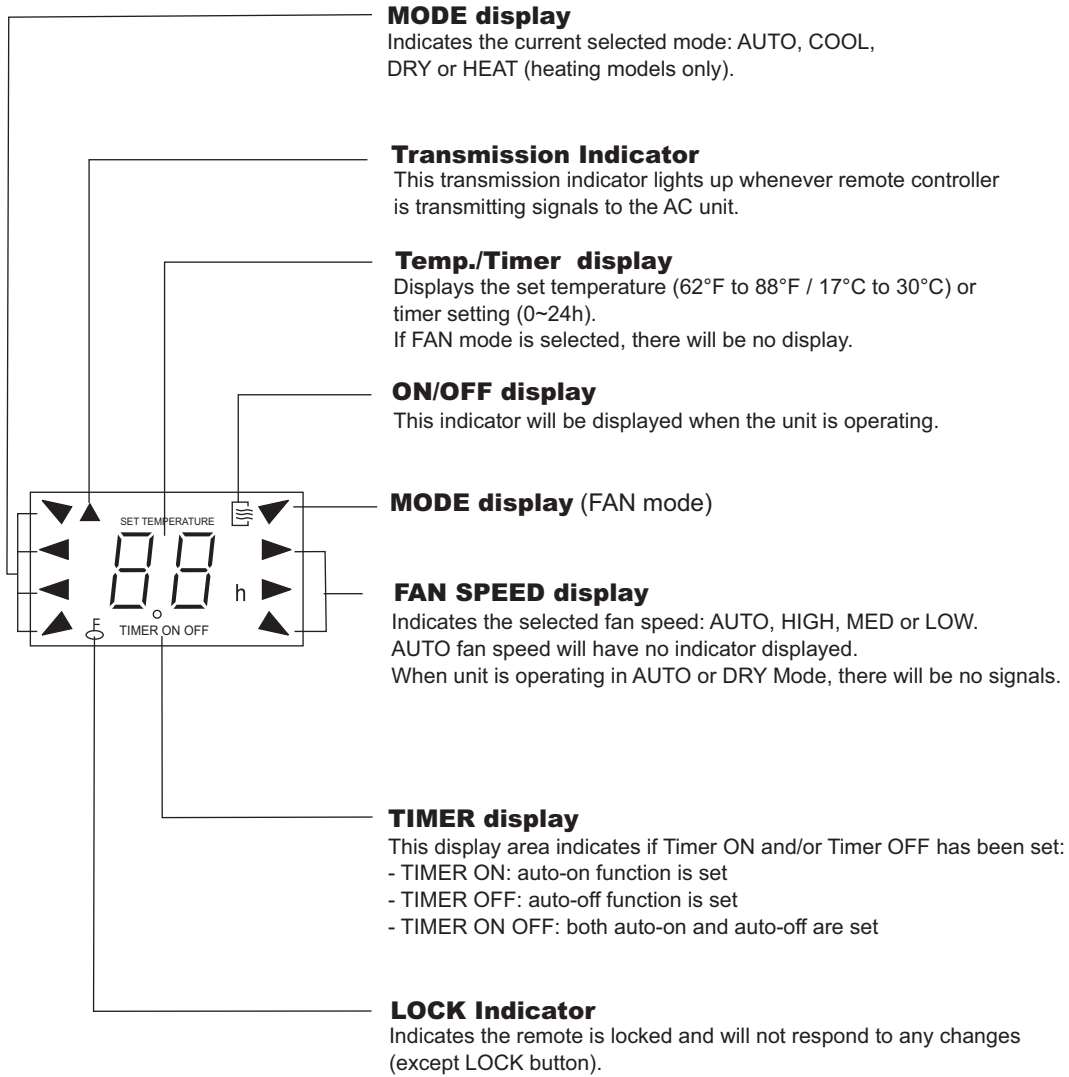 MODE display
Indicates the current selected mode: AUTO, COOL,
DRY or HEAT (heating models only).
Transmission Indicator
This transmission indicator lights up whenever remote controller
is transmitting signals to the AC unit.
Temp./Timer display
Displays the set temperature (62°F to 88°F / 17°C to 30°C) or
timer setting (0~24h).
If FAN mode is selected, there will be no display.
ON/OFF display
This indicator will be displayed when the unit is operating.
MODE display (FAN mode)
SET TEMPERATURE
88
h
TIMER ON OFF
FAN SPEED display
Indicates the selected fan speed: AUTO, HIGH, MED or LOW.
AUTO fan speed will have no indicator displayed.
When unit is operating in AUTO or DRY Mode, there will be no signals.
TIMER display
This display area indicates if Timer ON and/or Timer OFF has been set:
- TIMER ON: auto-on function is set
- TIMER OFF: auto-off function is set
- TIMER ON OFF: both auto-on and auto-off are set
LOCK Indicator
Indicates the remote is locked and will not respond to any changes
(except LOCK button).